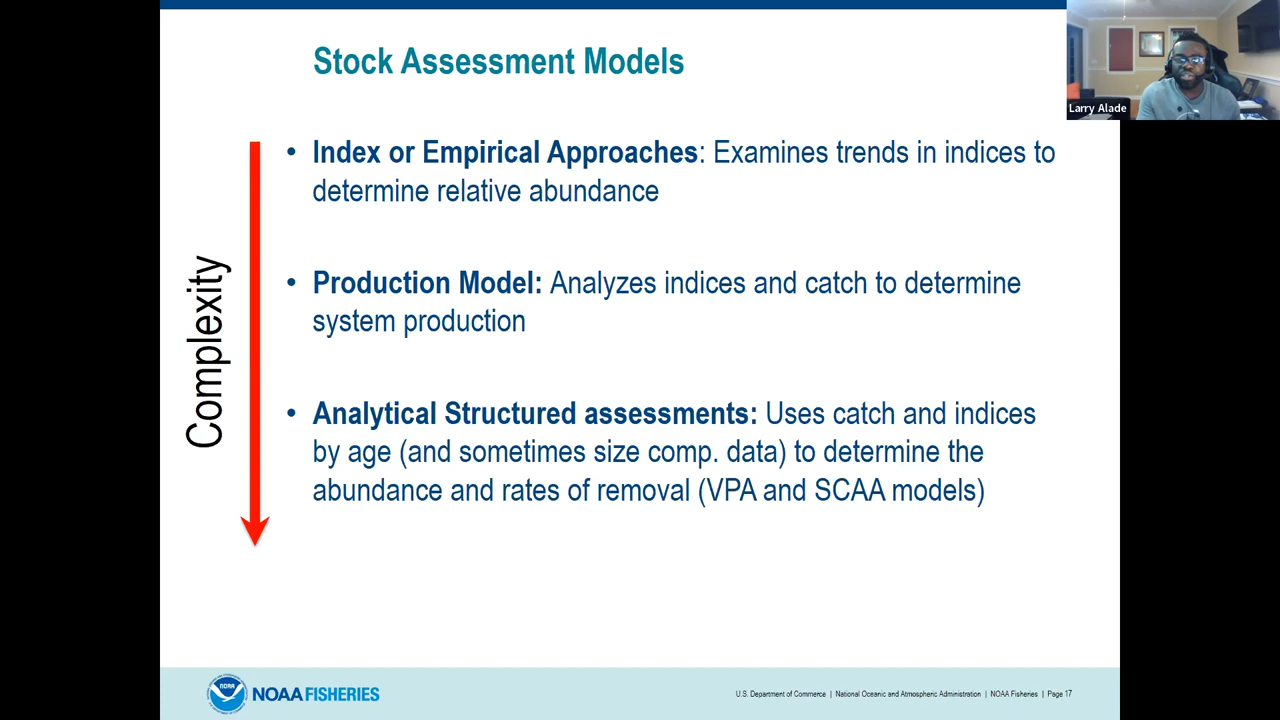 Stock Assessment Models
Larry Alade
Complexity
• Index or Empirical Approaches: Examines trends in indices to
determine relative abundance
• Production Model: Analyzes indices and catch to determine
system production
• Analytical Structured assessments: Uses catch and indices
by age (and sometimes size comp. data) to determine the
abundance and rates of removal (VPA and SCAA models)
NOAA
NOAA FISHERIES
U.S. Department of Commerce | National Oceanic and Atmospheric Administration | NOAA Fisheries | Page 17